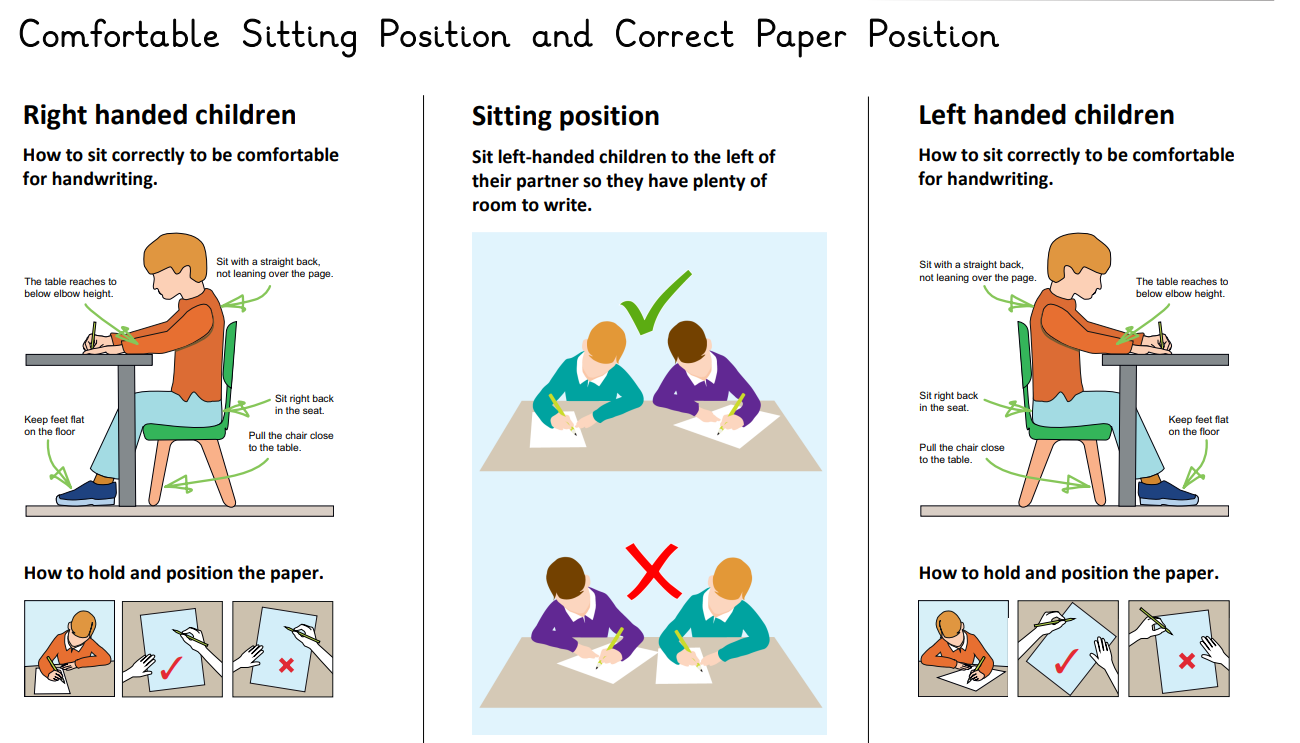 Comfortable Sitting Position and Correct Paper Position
Right handed children
How to sit correctly to be comfortable
for handwriting.
The table reaches to
below elbow height.
Sit with a straight back,
not leaning over the page.
Sit right back
in the seat.
Keep feet flat
on the floor
Pull the chair close
to the table.
How to hold and position the paper.
Sitting position
Sit left-handed children to the left of
their partner so they have plenty of
room to write.
Left handed children
How to sit correctly to be comfortable
for handwriting.
Sit with a straight back,
not leaning over the page.
The table reaches to
below elbow height.
Sit right back
in the seat.
Keep feet flat
on the floor
Pull the chair close
to the table.
How to hold and position the paper.